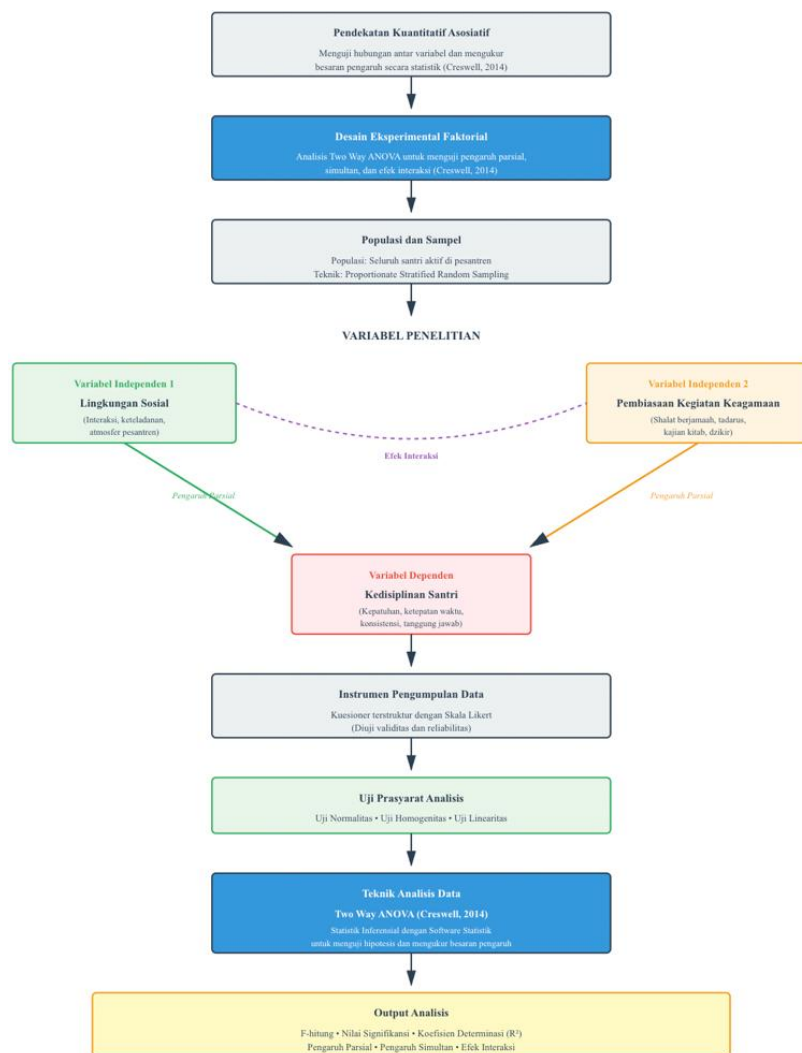 Pendekatan Kuantitatif Asosiatif
Menguji hubungan antar variabel dan mengukur
besaran pengaruh secara statistik (Creswell, 2014)
Desain Eksperimental Faktorial
Analisis Two Way ANOVA untuk menguji pengaruh parsial,
simultan, dan efek interaksi (Creswell, 2014)
Populasi dan Sampel
Populasi: Seluruh santri aktif di pesantren
Teknik: Proportionate Stratified Random Sampling
VARIABEL PENELITIAN
Variabel Independen 1
Lingkungan Sosial
(Interaksi, keteladanan,
atmosfer pesantren)
Variabel Independen 2
Pembiasaan Kegiatan Keagamaan
(Shalat berjamaah, tadarus,
kajian kitab, dzikir)
Efek Interaksi
Pengaruh Parsial
Pengaruh Parsial
Variabel Dependen
Kedisiplinan Santri
(Kepatuhan, ketepatan waktu,
konsistensi, tanggung jawab)
Instrumen Pengumpulan Data
Kuesioner terstruktur dengan Skala Likert
(Diuji validitas dan reliabilitas)
Uji Prasyarat Analisis
Uji Normalitas • Uji Homogenitas • Uji Linearitas
Teknik Analisis Data
Two Way ANOVA (Creswell, 2014)
Statistik Inferensial dengan Software Statistik
untuk menguji hipotesis dan mengukur besaran pengaruh
Output Analisis
F-hitung • Nilai Signifikansi • Koefisien Determinasi (R²)
Pengaruh Parsial • Pengaruh Simultan • Efek Interaksi